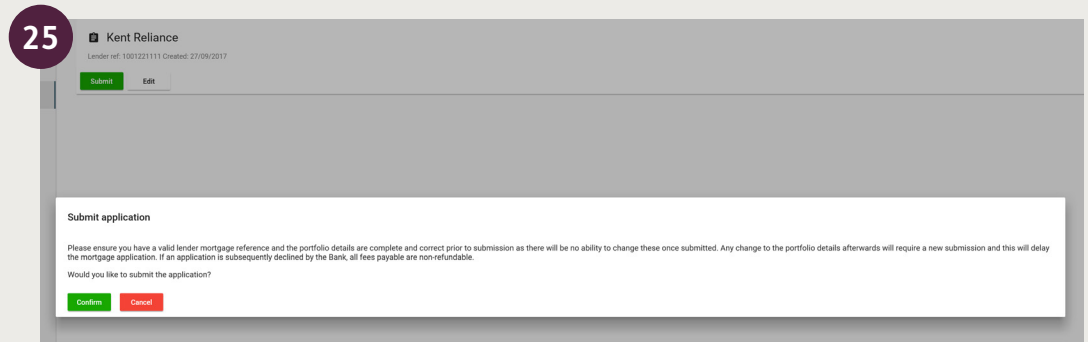 25
Kent Reliance
Lender ref: 1001221111 Created: 27/09/2017
Submit Edit
Submit application
Please ensure you have a valid lender mortgage reference and the portfolio details are complete and correct prior to submission as there will be no ability to change these once submitted. Any change to the portfolio details afterwards will require a new submission and this will delay
the mortgage application. If an application is subsequently declined by the Bank, all fees payable are non-refundable.
Would you like to submit the application?
Confirm Cancel